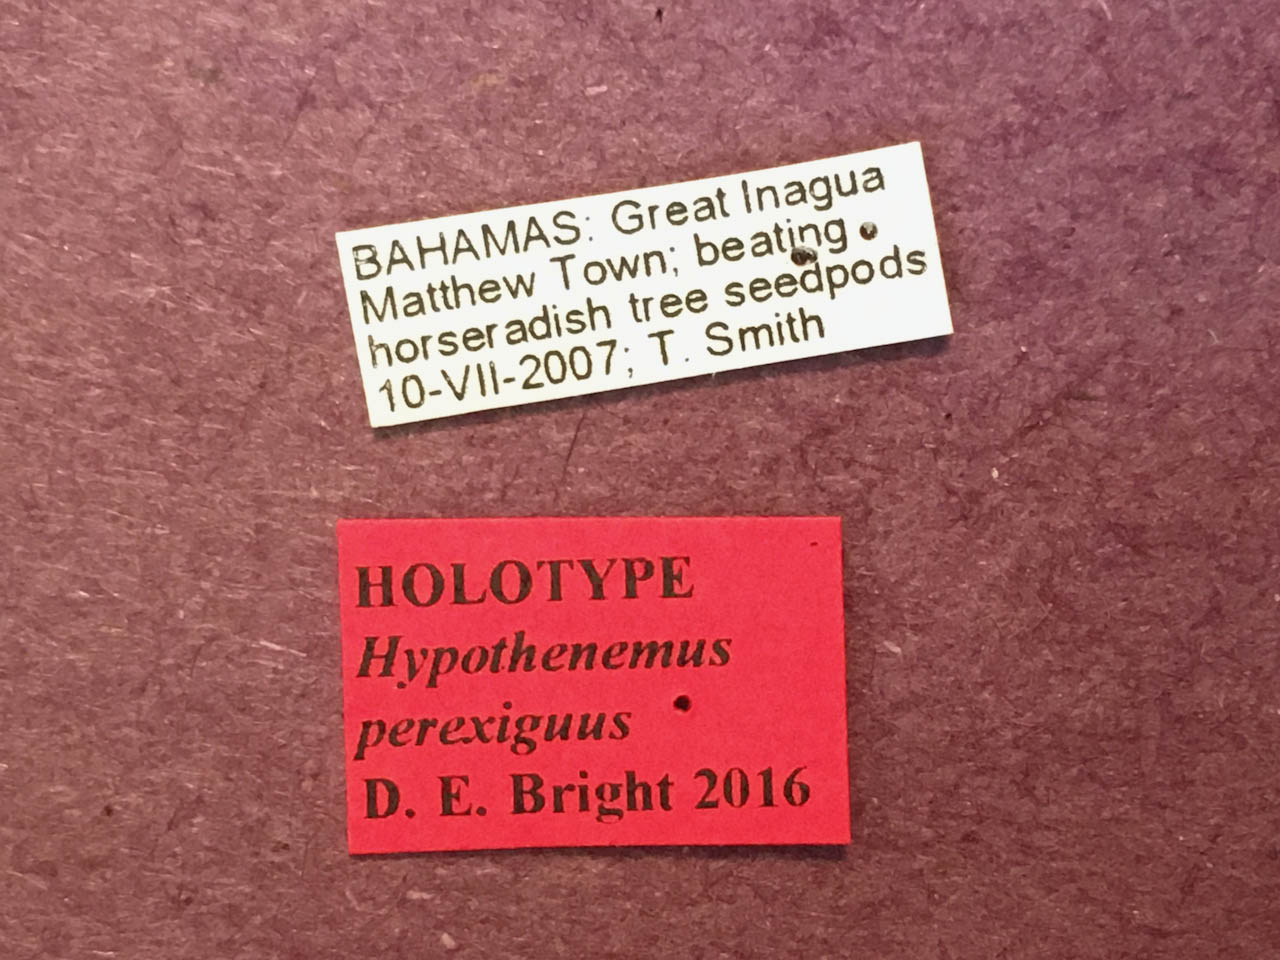 BAHAMAS: Great Inagua
Matthew Town; beating
horseradish tree seedpods
10-VII-2007; T. Smith
HOLOTYPE
Hypothenemus
perexiguus
D. E. Bright 2016